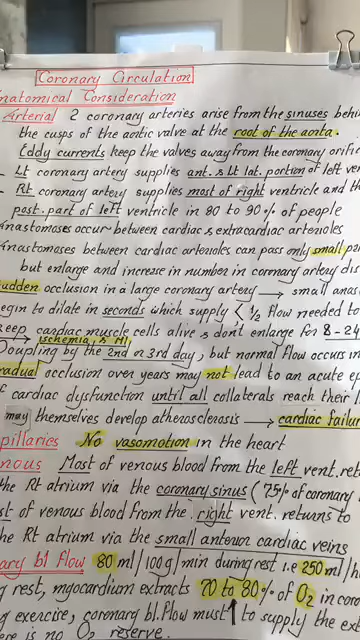 Coronary Circulation
natomical Consideration
Arterial 2 coronary arteries arise from the sinuses behi
the cusps of the aortic valve at the root of the aorta.
Eddy currents keep the valves away from the coronary orific
Lt coronary artery supplies ant. & Lt lat. portion of left ven
Rt coronary artery supplies most of right ventricle and th
post. part of left ventricle in 80 to 90% of people
nastomoses occur between cardiac & extracardiac arterioles
nastomoses between cardiac arterioles can pass only small
but enlarge and increase in number in coronary artery dis
udden occlusion in a large coronary artery → small anas
egin to dilate in seconds which supply < 1/2 flow needed to
eep cardiac muscle cells alive & don't enlarge for 8-24
→ ischemia, & MI
oupling by the 2nd or 3rd day, but normal flow occurs in
radual occlusion over years may not lead to an acute ep
f cardiac dysfunction until all collaterals reach their l
may themselves develop atherosclerosis → cardiac failur
pillaries No vasomotion in the heart
nous Most of venous blood from the left vent. ret
the Rt atrium via the coronary sinus (75% of coronary
st of venous blood from the right vent. returns to
he Rt atrium via the small anterior cardiac veins
ary bl flow 80 ml/100g/min during rest i.e 250 ml/
g rest, myocardium extracts 70 to 80% of O2 in coro
g exercise, coronary bl. flow must ↑ to supply the ext
ere is no O2 reserve.